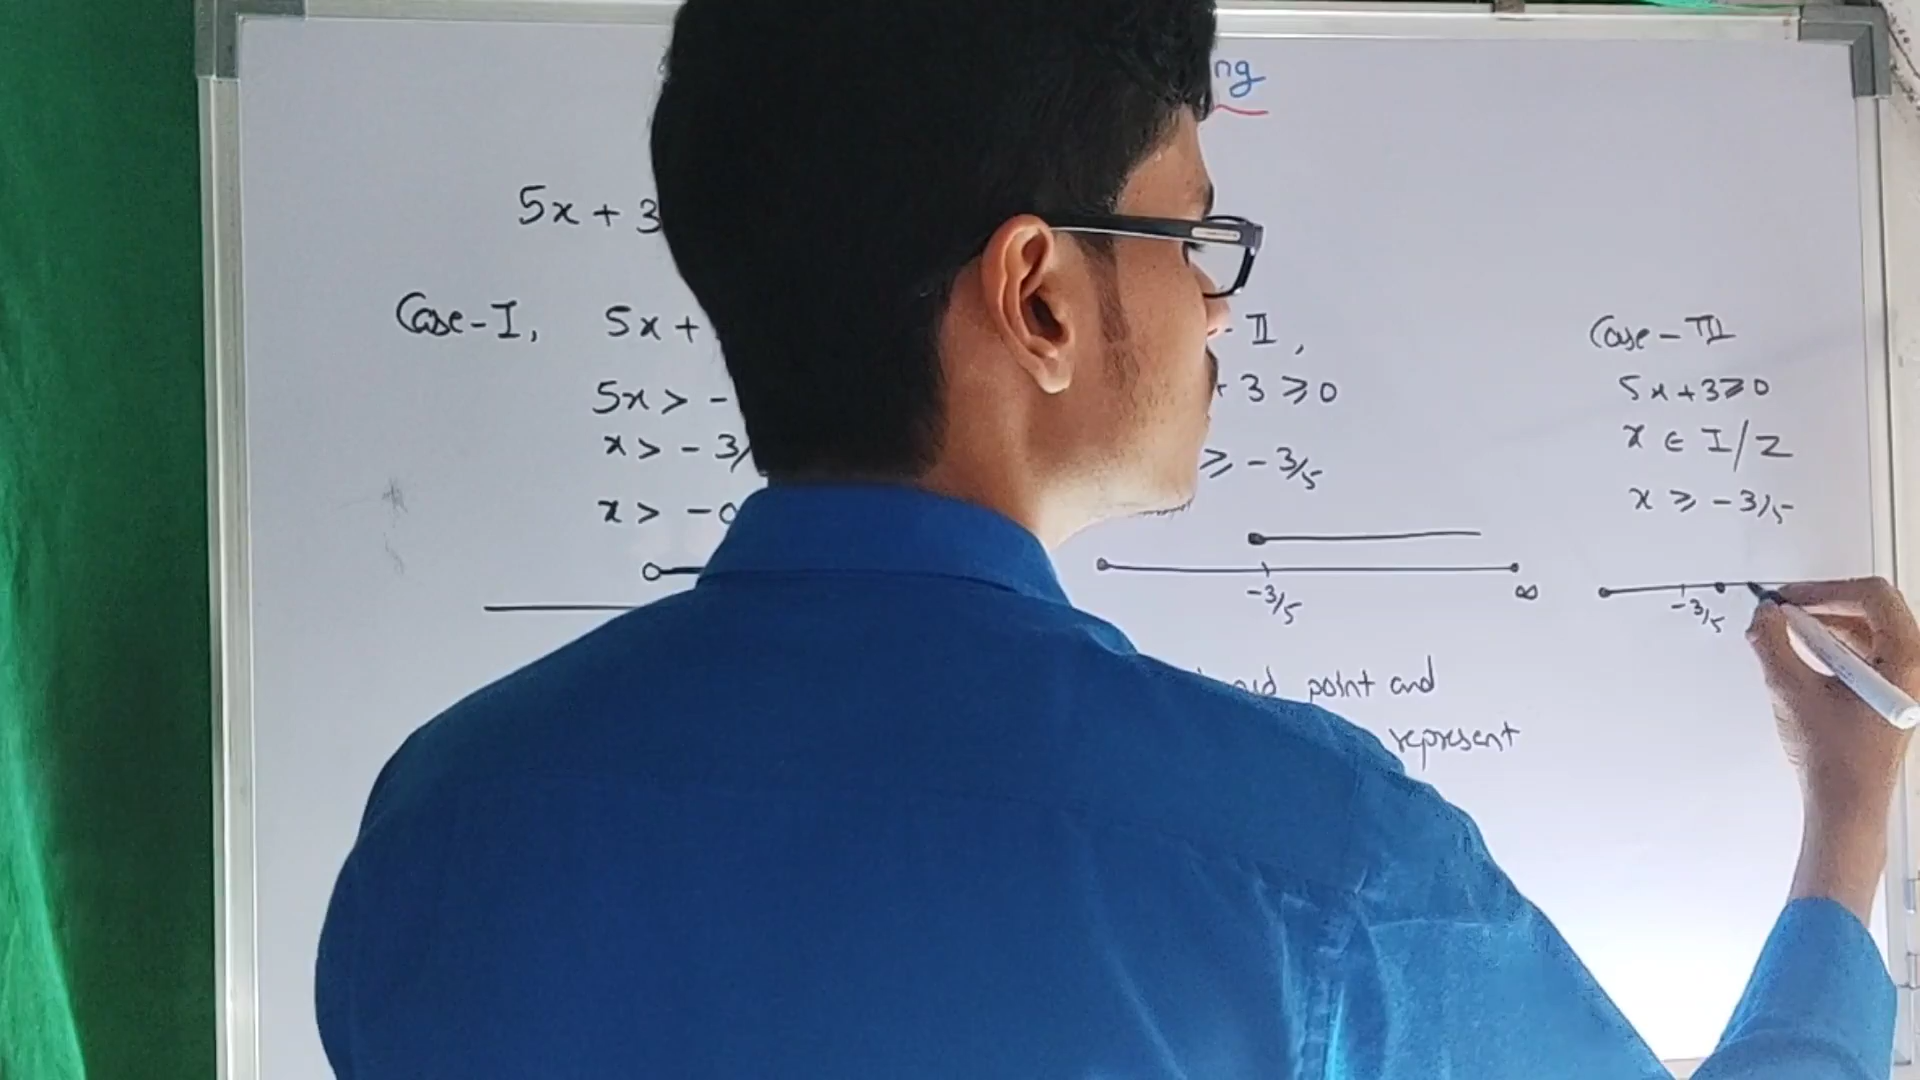 ng
5x + 3
Case-I, 5x +
5x > -
x > - 3/
x > -0
- II,
+ 3 ⩾ 0
⩾ - 3/5
-3/5 ∞
point and
represent
Case - III
5x + 3 ⩾ 0
x ∈ I/Z
x ⩾ - 3/5
-3/5